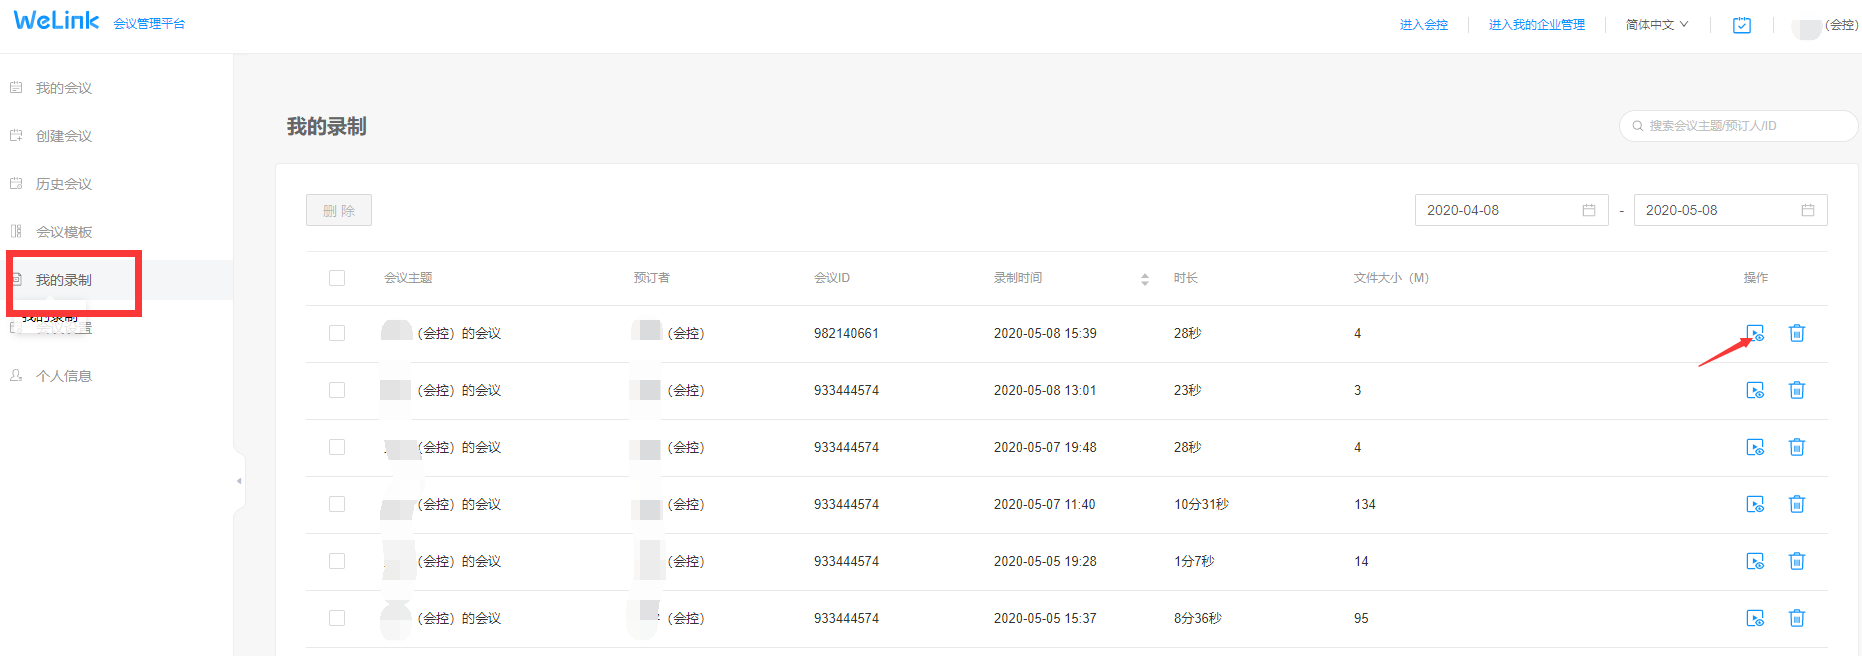 WeLink 会议管理平台 进入会控 进入我的企业管理 简体中文 (会控)
我的会议
创建会议
历史会议
会议模板
我的录制
我的录制
会议设置
个人信息
我的录制
搜索会议主题/预订人/ID
删 除 2020-04-08 - 2020-05-08
会议主题 预订者 会议ID 录制时间 时长 文件大小（M） 操作
（会控）的会议 （会控） 982140661 2020-05-08 15:39 28秒 4
（会控）的会议 （会控） 933444574 2020-05-08 13:01 23秒 3
（会控）的会议 （会控） 933444574 2020-05-07 19:48 28秒 4
（会控）的会议 （会控） 933444574 2020-05-07 11:40 10分31秒 134
（会控）的会议 （会控） 933444574 2020-05-05 19:28 1分7秒 14
（会控）的会议 （会控） 933444574 2020-05-05 15:37 8分36秒 95